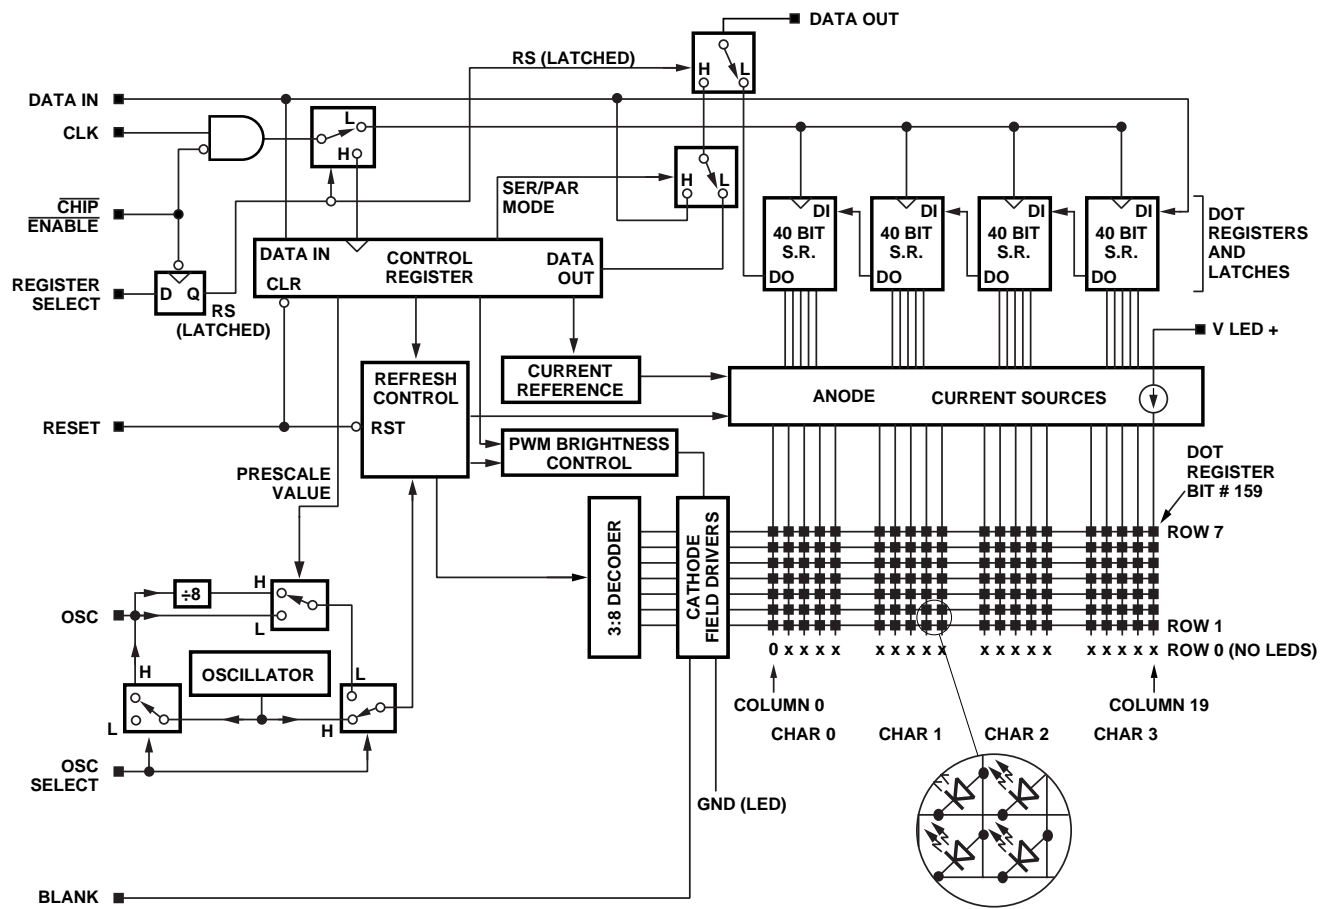 DATA OUT
RS (LATCHED)
H
L
DATA IN
CLK
L
H
H
L
SER/PAR
MODE
CHIP
ENABLE
DI
40 BIT
S.R.
DO
DI
40 BIT
S.R.
DO
DI
40 BIT
S.R.
DO
DI
40 BIT
S.R.
DO
DOT
REGISTERS
AND
LATCHES
DATA IN
CONTROL
REGISTER
DATA
OUT
CLR
REGISTER
SELECT
D
Q
RS
(LATCHED)
V LED +
REFRESH
CONTROL
RST
CURRENT
REFERENCE
ANODE
CURRENT SOURCES
RESET
PWM BRIGHTNESS
CONTROL
PRESCALE
VALUE
DOT
REGISTER
BIT # 159
3:8 DECODER
CATHODE
FIELD DRIVERS
ROW 7
÷8
H
L
OSC
ROW 1
0 x x x x
x x x x x
x x x x x
x x x x x
ROW 0 (NO LEDS)
H
L
OSCILLATOR
L
H
COLUMN 0
COLUMN 19
CHAR 0
CHAR 1
CHAR 2
CHAR 3
OSC
SELECT
GND (LED)
BLANK